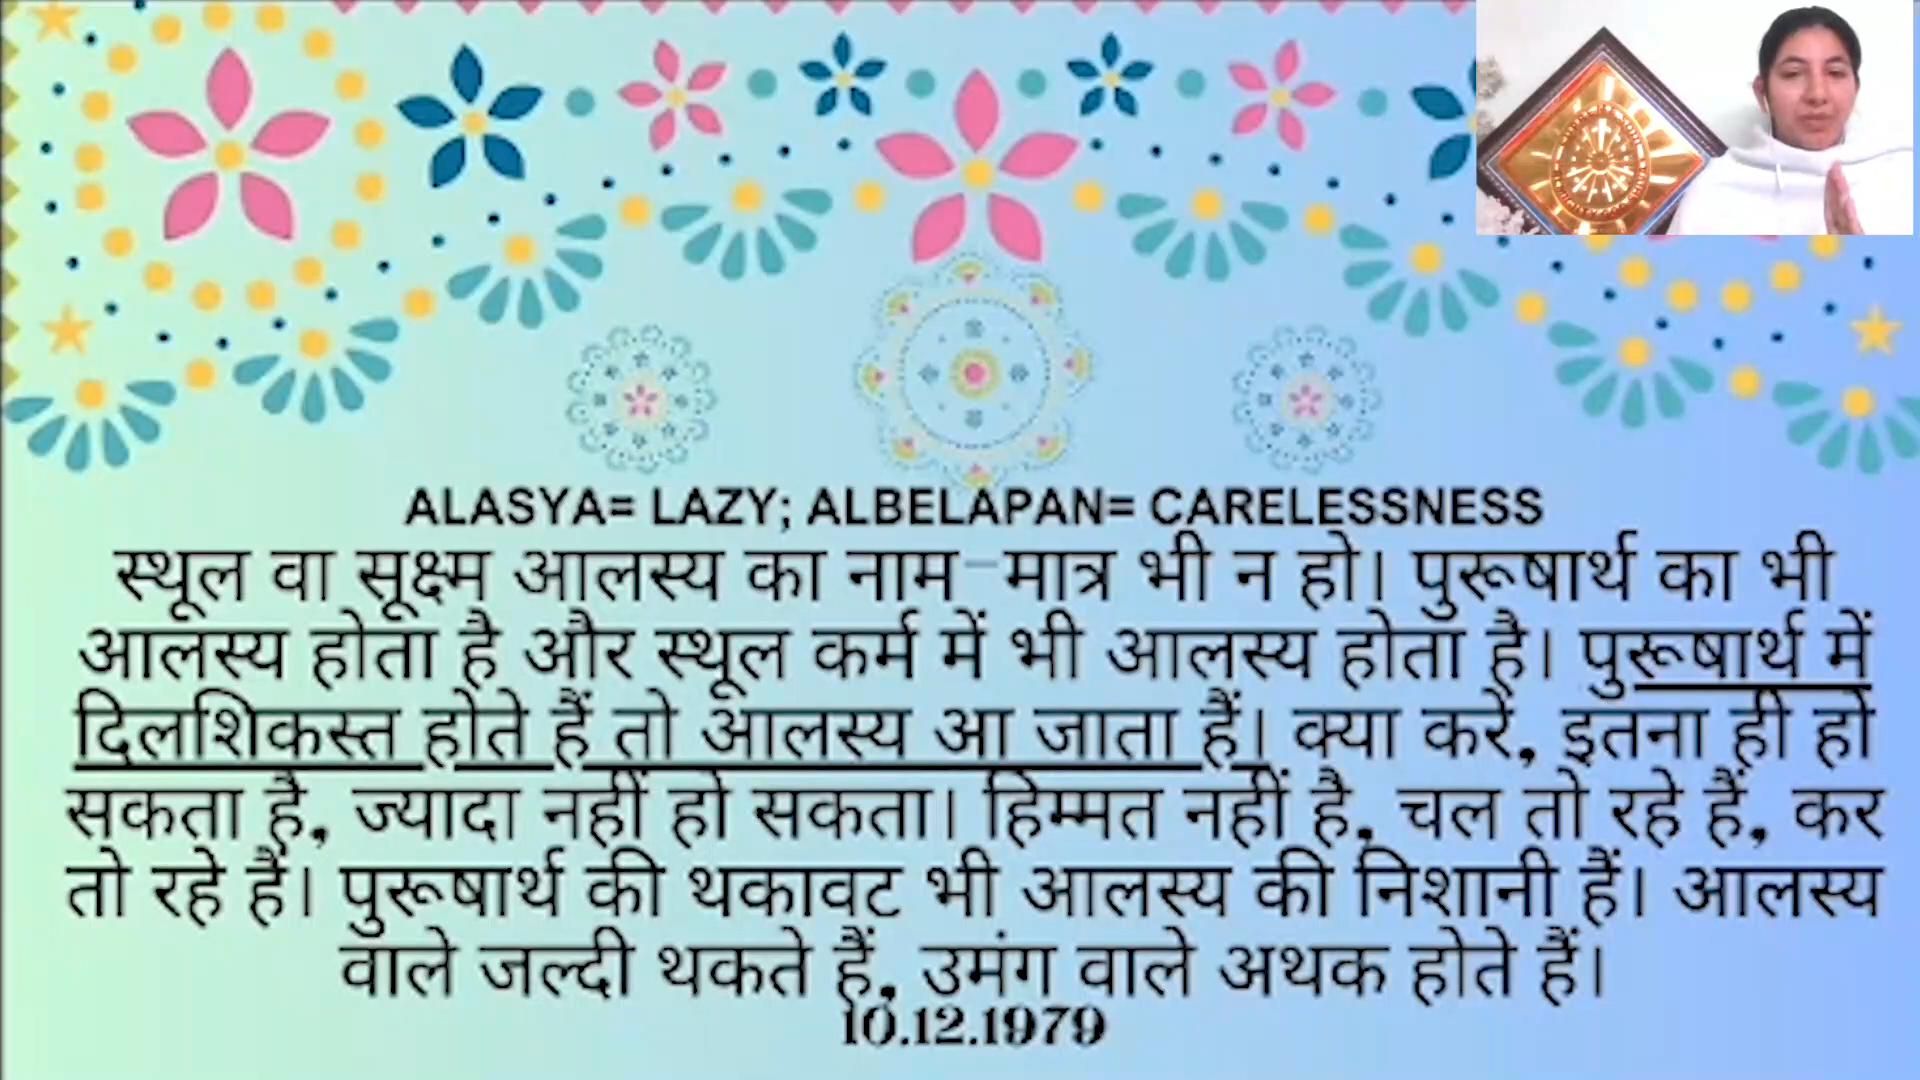 ALASYA= LAZY; ALBELAPAN= CARELESSNESS
स्थूल वा सूक्ष्म आलस्य का नाम-मात्र भी न हो। पुरूषार्थ का भी
आलस्य होता है और स्थूल कर्म में भी आलस्य होता है। पुरूषार्थ में
दिलशिकस्त होते हैं तो आलस्य आ जाता हैं। क्या करें, इतना ही हो
सकता है, ज्यादा नहीं हो सकता। हिम्मत नहीं है, चल तो रहे हैं, कर
तो रहे हैं। पुरूषार्थ की थकावट भी आलस्य की निशानी हैं। आलस्य
वाले जल्दी थकते हैं, उमंग वाले अथक होते हैं।
10.12.1979